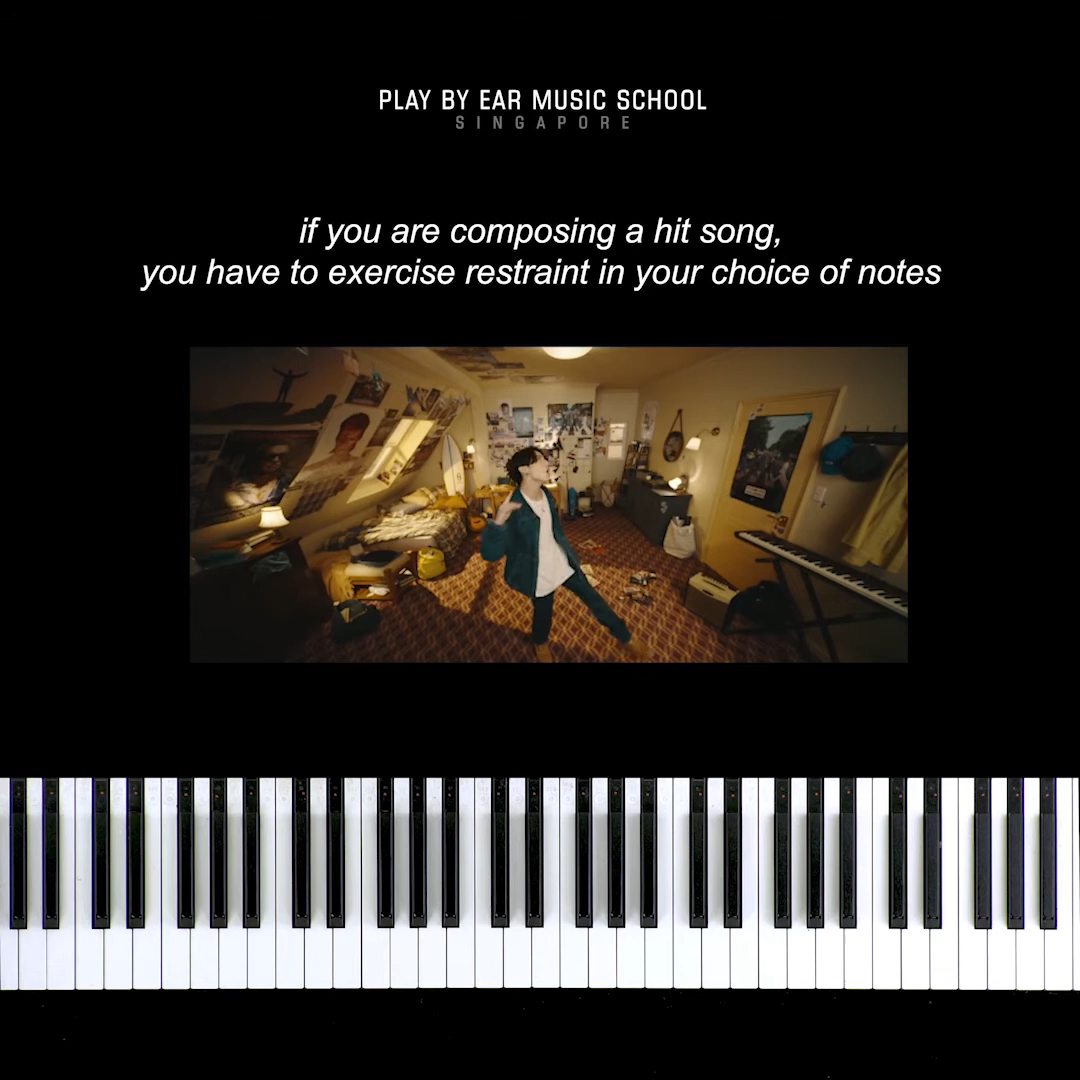 PLAY BY EAR MUSIC SCHOOL
SINGAPORE
if you are composing a hit song,
you have to exercise restraint in your choice of notes